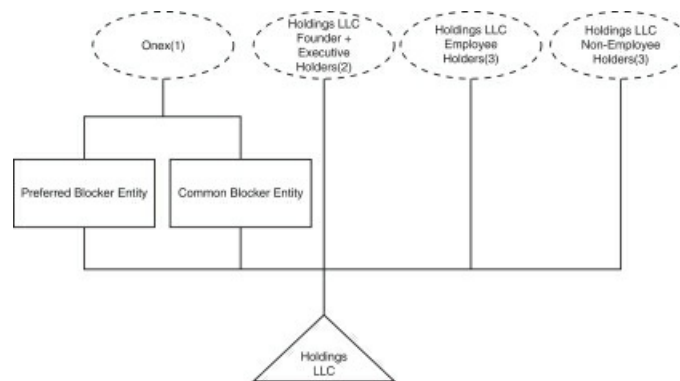 Onex(1)
Holdings LLC
Founder +
Executive
Holders(2)
Holdings LLC
Employee
Holders(3)
Holdings LLC
Non-Employee
Holders(3)
Preferred Blocker Entity
Common Blocker Entity
Holdings
LLC